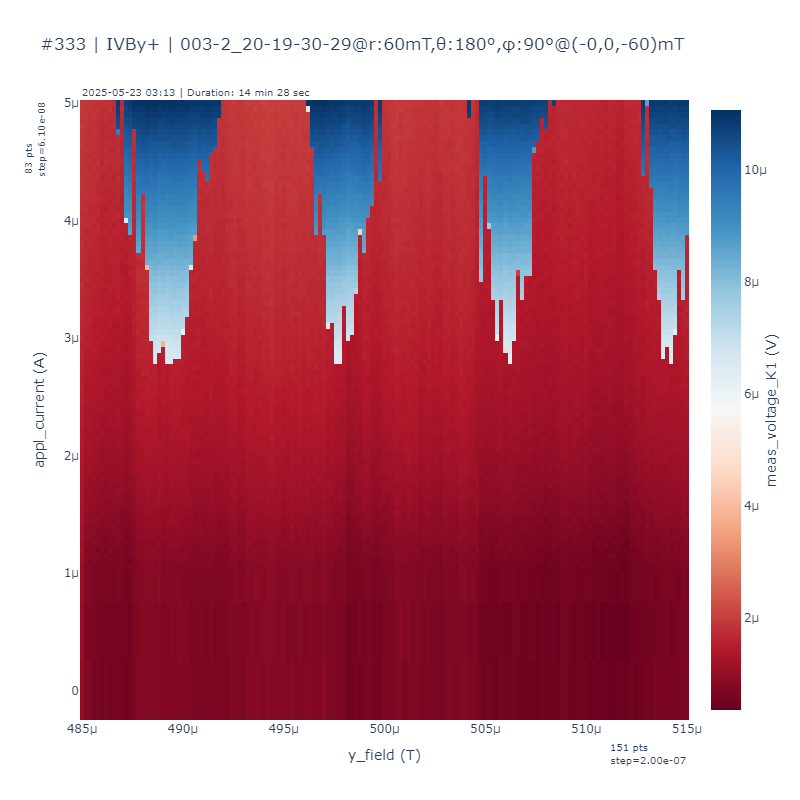 #333 | IVBy+ | 003-2_20-19-30-29@r:60mT,θ:180°,φ:90°@(-0,0,-60)mT
2025-05-23 03:13 | Duration: 14 min 28 sec
83 pts
step=6.10e-08
appl_current (A)
5μ
4μ
3μ
2μ
1μ
0
485μ
490μ
495μ
500μ
505μ
510μ
515μ
y_field (T)
151 pts
step=2.00e-07
10μ
8μ
6μ
4μ
2μ
meas_voltage_K1 (V)